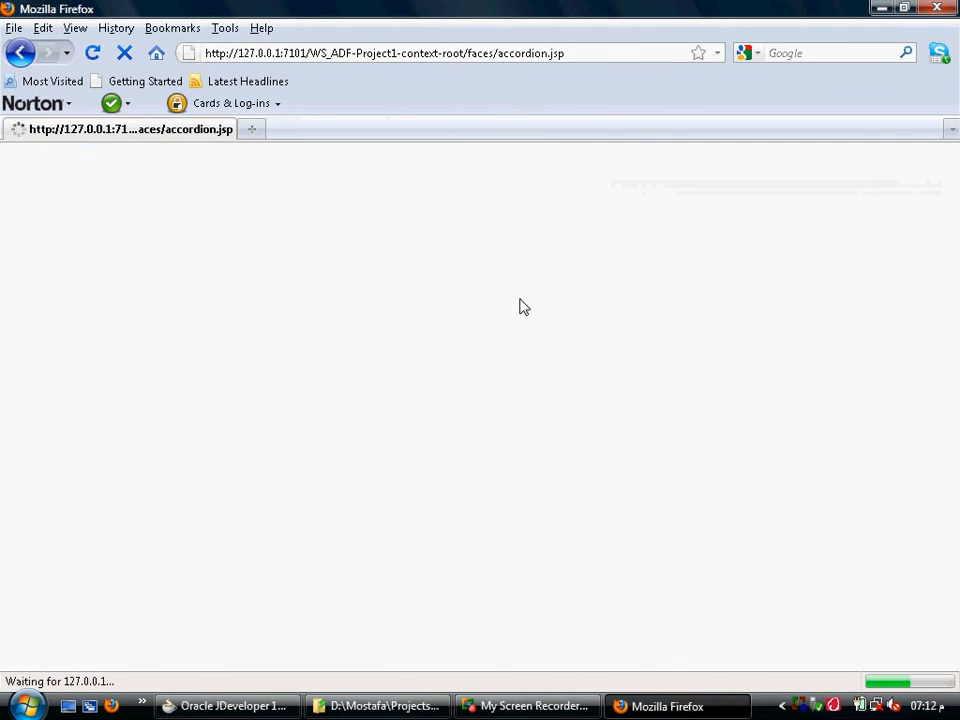 Mozilla Firefox
File Edit View History Bookmarks Tools Help
http://127.0.0.1:7101/WS_ADF-Project1-context-root/faces/accordion.jsp Google
Most Visited Getting Started Latest Headlines
Norton Cards & Log-ins
http://127.0.0.1:71...aces/accordion.jsp
Waiting for 127.0.0.1...
Oracle JDeveloper 1... D:\Mostafa\Projects... My Screen Recorder... Mozilla Firefox 07:12 م